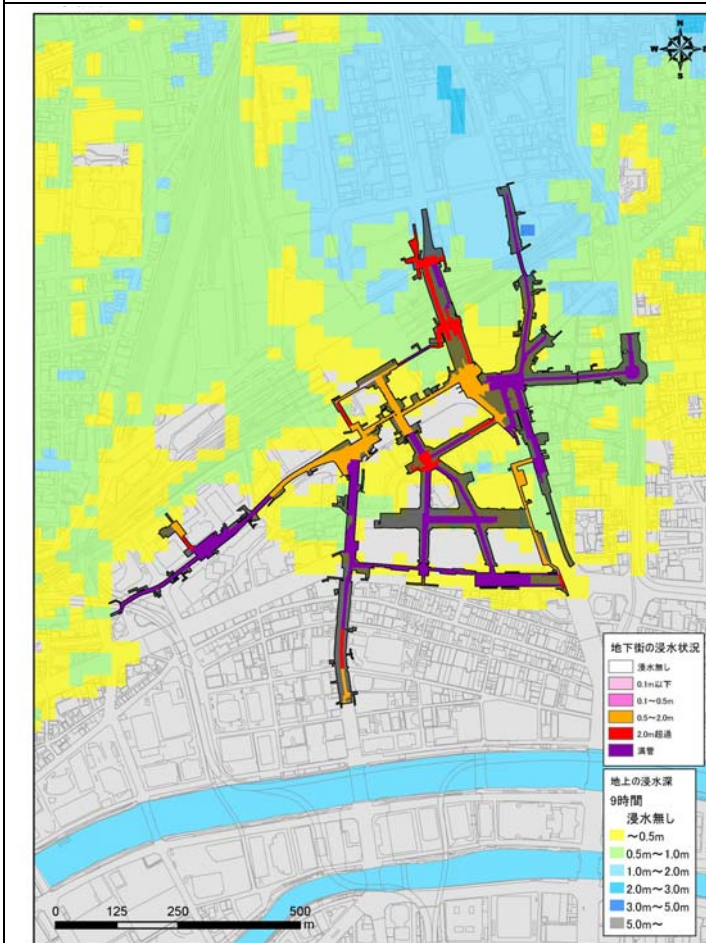 N
W
E
S
地下街の浸水状況
浸水無し
0.1m以下
0.1～0.5m
0.5～2.0m
2.0m超過
満管
地上の浸水深
9時間
浸水無し
～0.5m
0.5m～1.0m
1.0m～2.0m
2.0m～3.0m
3.0m～5.0m
5.0m～
0 125 250 500
m